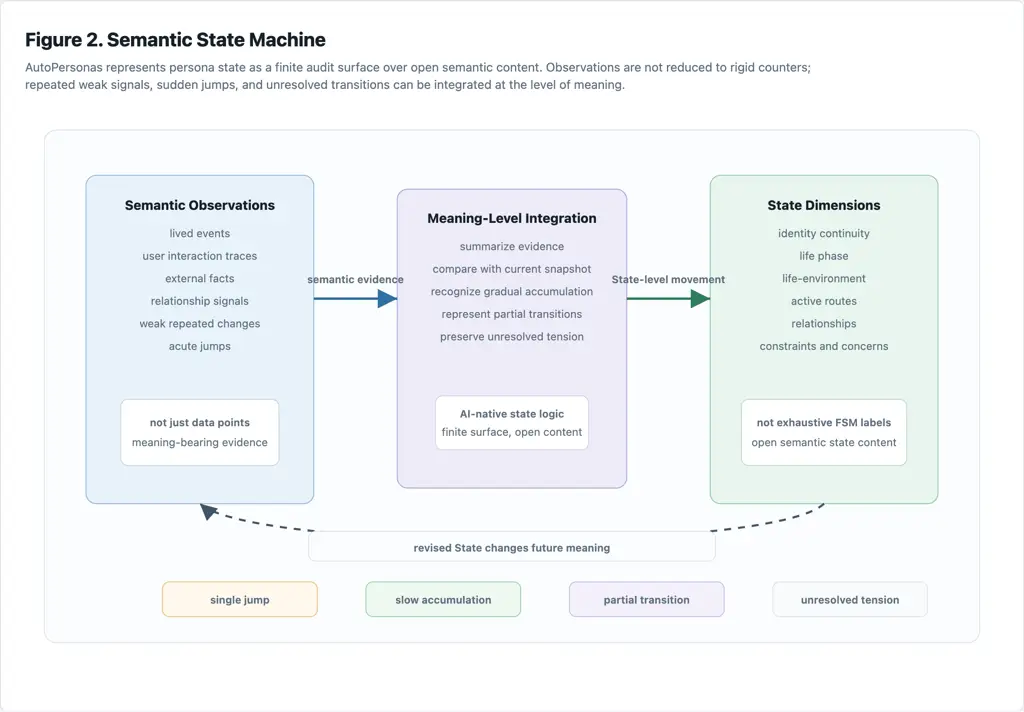 Figure 2. Semantic State Machine
AutoPersonas represents persona state as a finite audit surface over open semantic content. Observations are not reduced to rigid counters;
repeated weak signals, sudden jumps, and unresolved transitions can be integrated at the level of meaning.
Semantic Observations
lived events
user interaction traces
external facts
relationship signals
weak repeated changes
acute jumps
not just data points
meaning-bearing evidence
semantic evidence
Meaning-Level Integration
summarize evidence
compare with current snapshot
recognize gradual accumulation
represent partial transitions
preserve unresolved tension
AI-native state logic
finite surface, open content
State-level movement
State Dimensions
identity continuity
life phase
life-environment
active routes
relationships
constraints and concerns
not exhaustive FSM labels
open semantic state content
revised State changes future meaning
single jump
slow accumulation
partial transition
unresolved tension